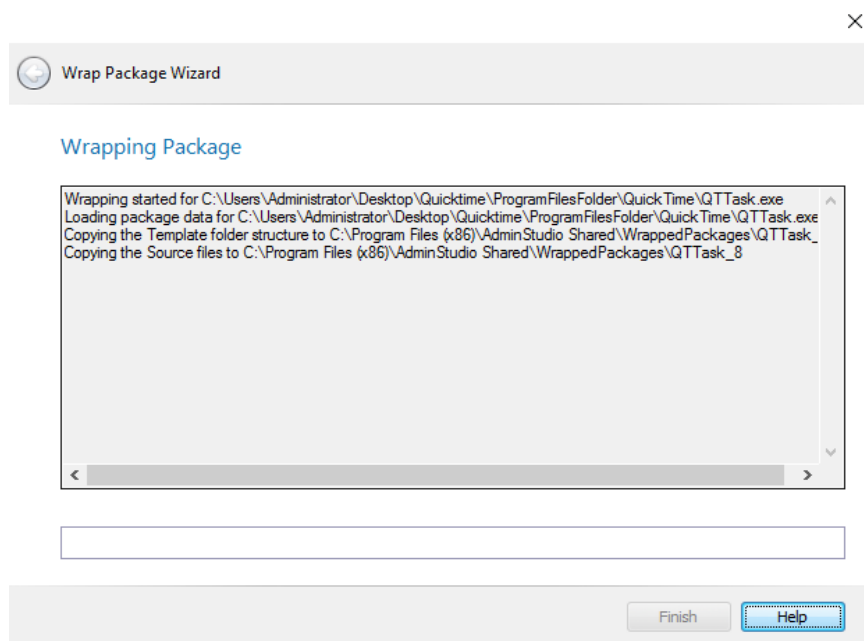 Wrap Package Wizard
Wrapping Package
Wrapping started for C:\Users\Administrator\Desktop\Quicktime\ProgramFilesFolder\QuickTime\QTTask.exe
Loading package data for C:\Users\Administrator\Desktop\Quicktime\ProgramFilesFolder\QuickTime\QTTask.exe
Copying the Template folder structure to C:\Program Files (x86)\AdminStudio Shared\WrappedPackages\QTTask_
Copying the Source files to C:\Program Files (x86)\AdminStudio Shared\WrappedPackages\QTTask_8
Finish
Help